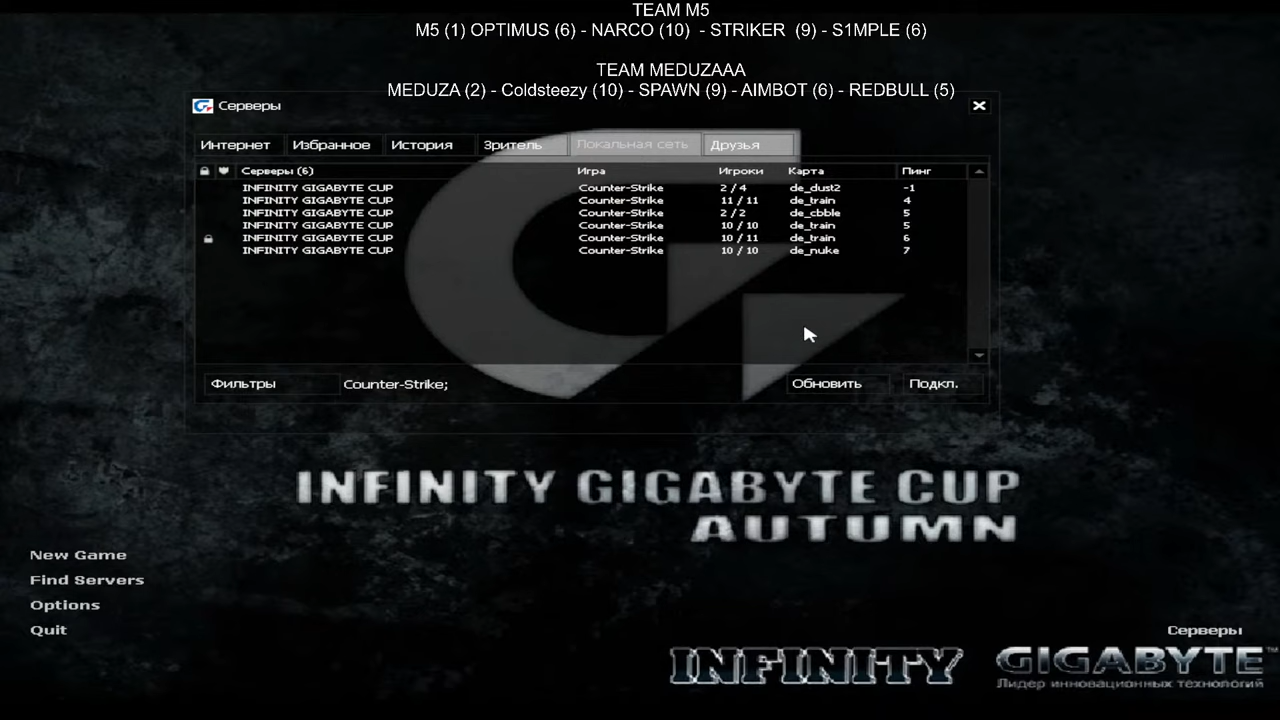 TEAM M5
M5 (1) OPTIMUS (6) - NARCO (10)  - STRIKER  (9) - S1MPLE (6)
TEAM MEDUZAAA
MEDUZA (2) - Coldsteezy (10) - SPAWN (9) - AIMBOT (6) - REDBULL (5)
Серверы
Интернет Избранное История Зритель Локальная сеть Друзья
Серверы (6) Игра Игроки Карта Пинг
INFINITY GIGABYTE CUP Counter-Strike 2 / 4 de_dust2 -1
INFINITY GIGABYTE CUP Counter-Strike 11 / 11 de_train 4
INFINITY GIGABYTE CUP Counter-Strike 2 / 2 de_cbble 5
INFINITY GIGABYTE CUP Counter-Strike 10 / 10 de_train 5
INFINITY GIGABYTE CUP Counter-Strike 10 / 11 de_train 6
INFINITY GIGABYTE CUP Counter-Strike 10 / 10 de_nuke 7
Фильтры Counter-Strike; Обновить Подкл.
INFINITY GIGABYTE CUP
AUTUMN
New Game
Find Servers
Options
Quit
Серверы
INFINITY GIGABYTE™
Лидер инновационных технологий